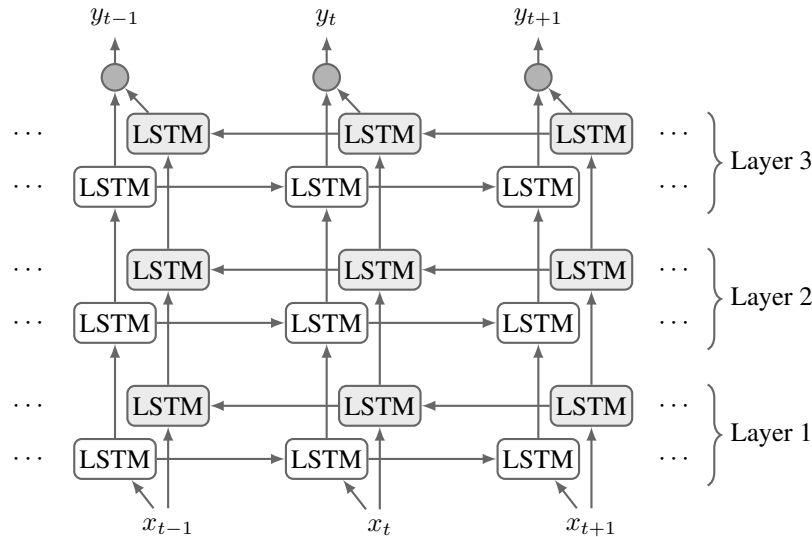 y_{t-1} y_t y_{t+1}
··· LSTM LSTM LSTM ···
Layer 3
··· LSTM LSTM LSTM ···
··· LSTM LSTM LSTM ···
Layer 2
··· LSTM LSTM LSTM ···
··· LSTM LSTM LSTM ···
Layer 1
··· LSTM LSTM LSTM ···
x_{t-1} x_t x_{t+1}